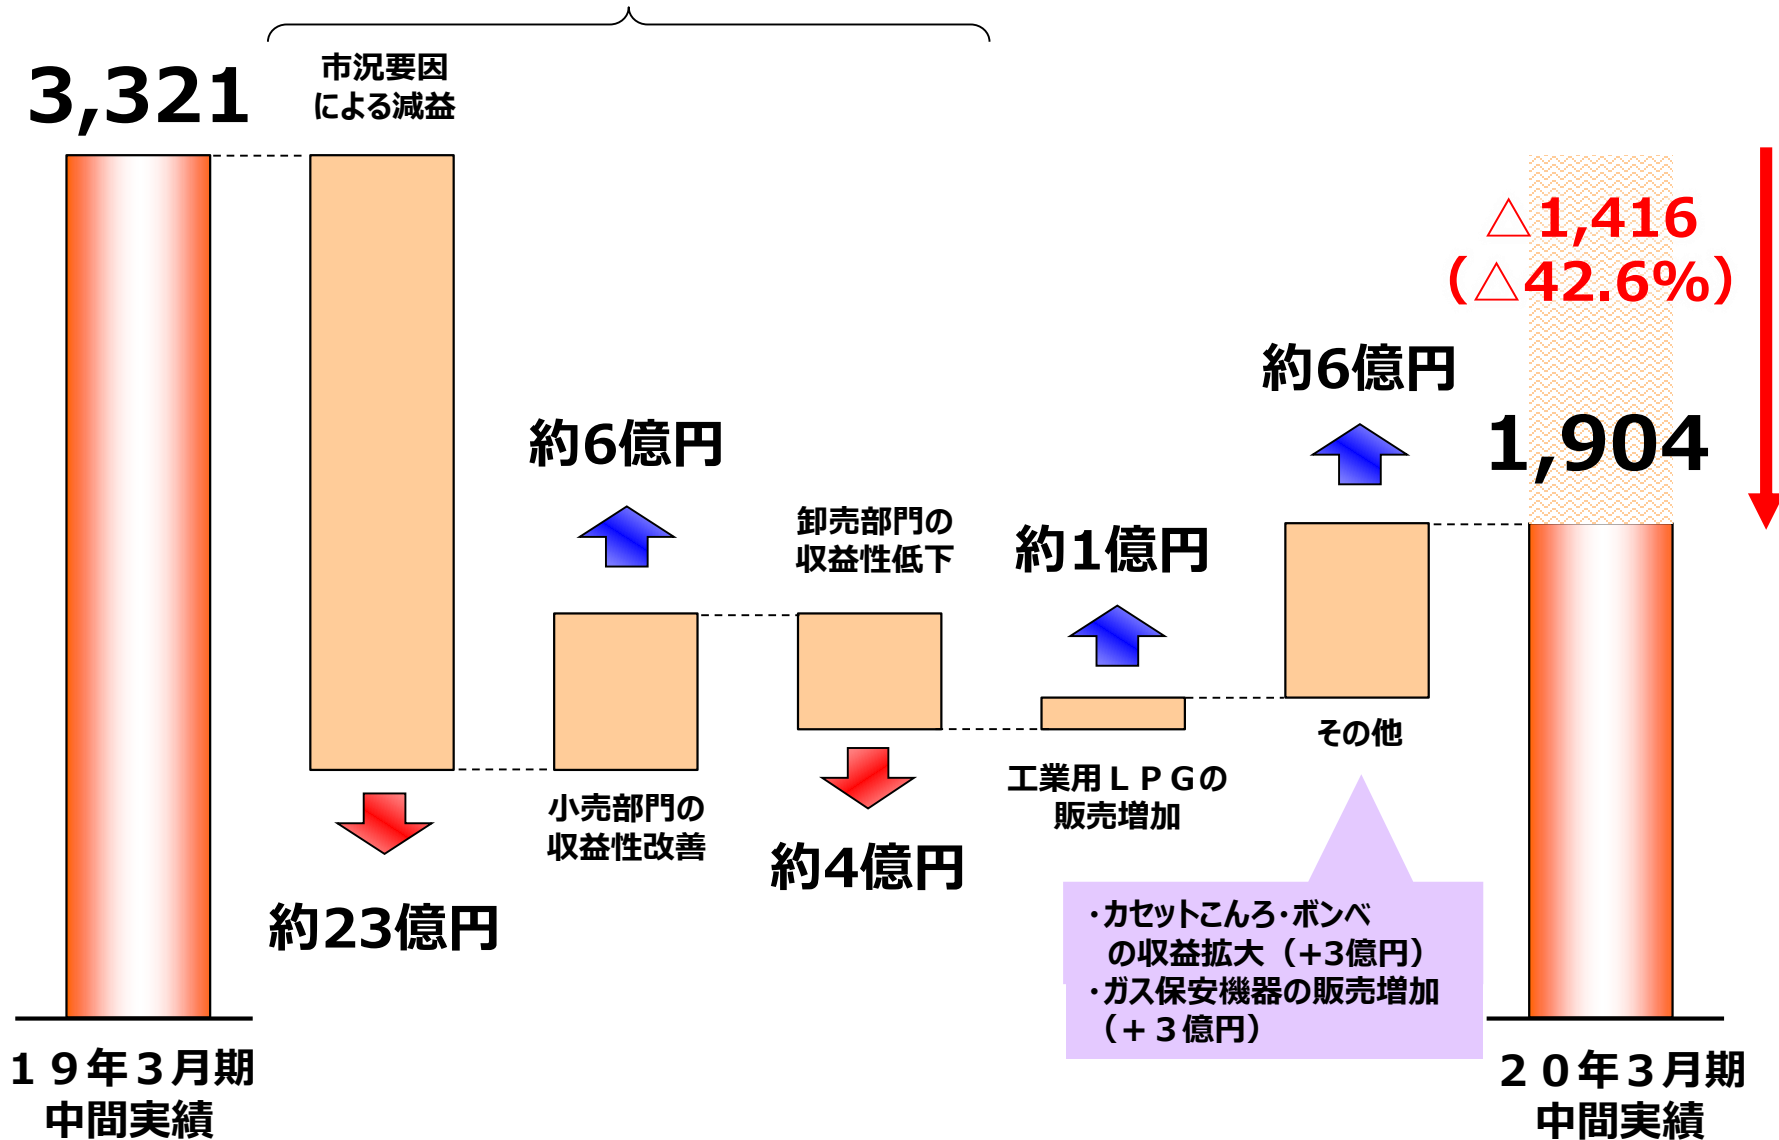 3,321
市況要因
による減益
約23億円
約6億円
小売部門の
収益性改善
卸売部門の
収益性低下
約4億円
約1億円
工業用ＬＰＧの
販売増加
約6億円
その他
・カセットこんろ・ボンベ
の収益拡大（+3億円）
・ガス保安機器の販売増加
（+３億円）
△1,416
（△42.6%）
1,904
１９年３月期
中間実績
２０年３月期
中間実績